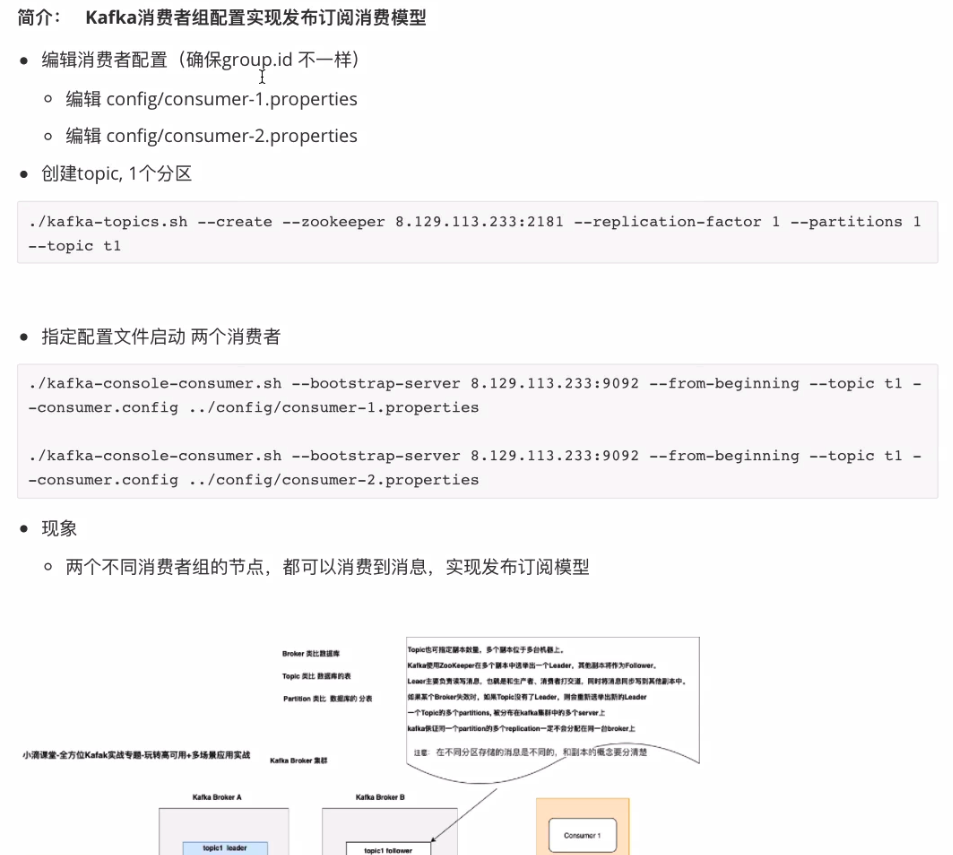 简介： Kafka消费者组配置实现发布订阅消费模型
编辑消费者配置（确保group.id 不一样）
编辑 config/consumer-1.properties
编辑 config/consumer-2.properties
创建topic, 1个分区
./kafka-topics.sh --create --zookeeper 8.129.113.233:2181 --replication-factor 1 --partitions 1
--topic t1
指定配置文件启动 两个消费者
./kafka-console-consumer.sh --bootstrap-server 8.129.113.233:9092 --from-beginning --topic t1 -
-consumer.config ../config/consumer-1.properties
./kafka-console-consumer.sh --bootstrap-server 8.129.113.233:9092 --from-beginning --topic t1 -
-consumer.config ../config/consumer-2.properties
现象
两个不同消费者组的节点，都可以消费到消息，实现发布订阅模型
Broker 类比数据库
Topic 类比 数据库的表
Partition 类比 数据库的 分表
Topic也可指定副本数量，多个副本位于多台机器上。
Kafka使用ZooKeeper在多个副本中选举出一个Leader，其他副本将作为Follower。
Leaer主要负责读写消息，也就是和生产者、消费者打交道，同时将消息同步写到其他副本中。
如果某个Broker失效时，如果Topic没有了Leader，则会重新选举出新的Leader
一个Topic的多个partitions, 被分布在kafka集群中的多个server上
kafka保证同一个partition的多个replication一定不会分配在同一台broker上
注意： 在不同分区存储的消息是不同的，和副本的概念要分清楚
小滴课堂-全方位Kafak实战专题-玩转高可用+多场景应用实战
Kafka Broker 集群
Kafka Broker A
Kafka Broker B
Consumer 1
topic1 leader
topic1 follower